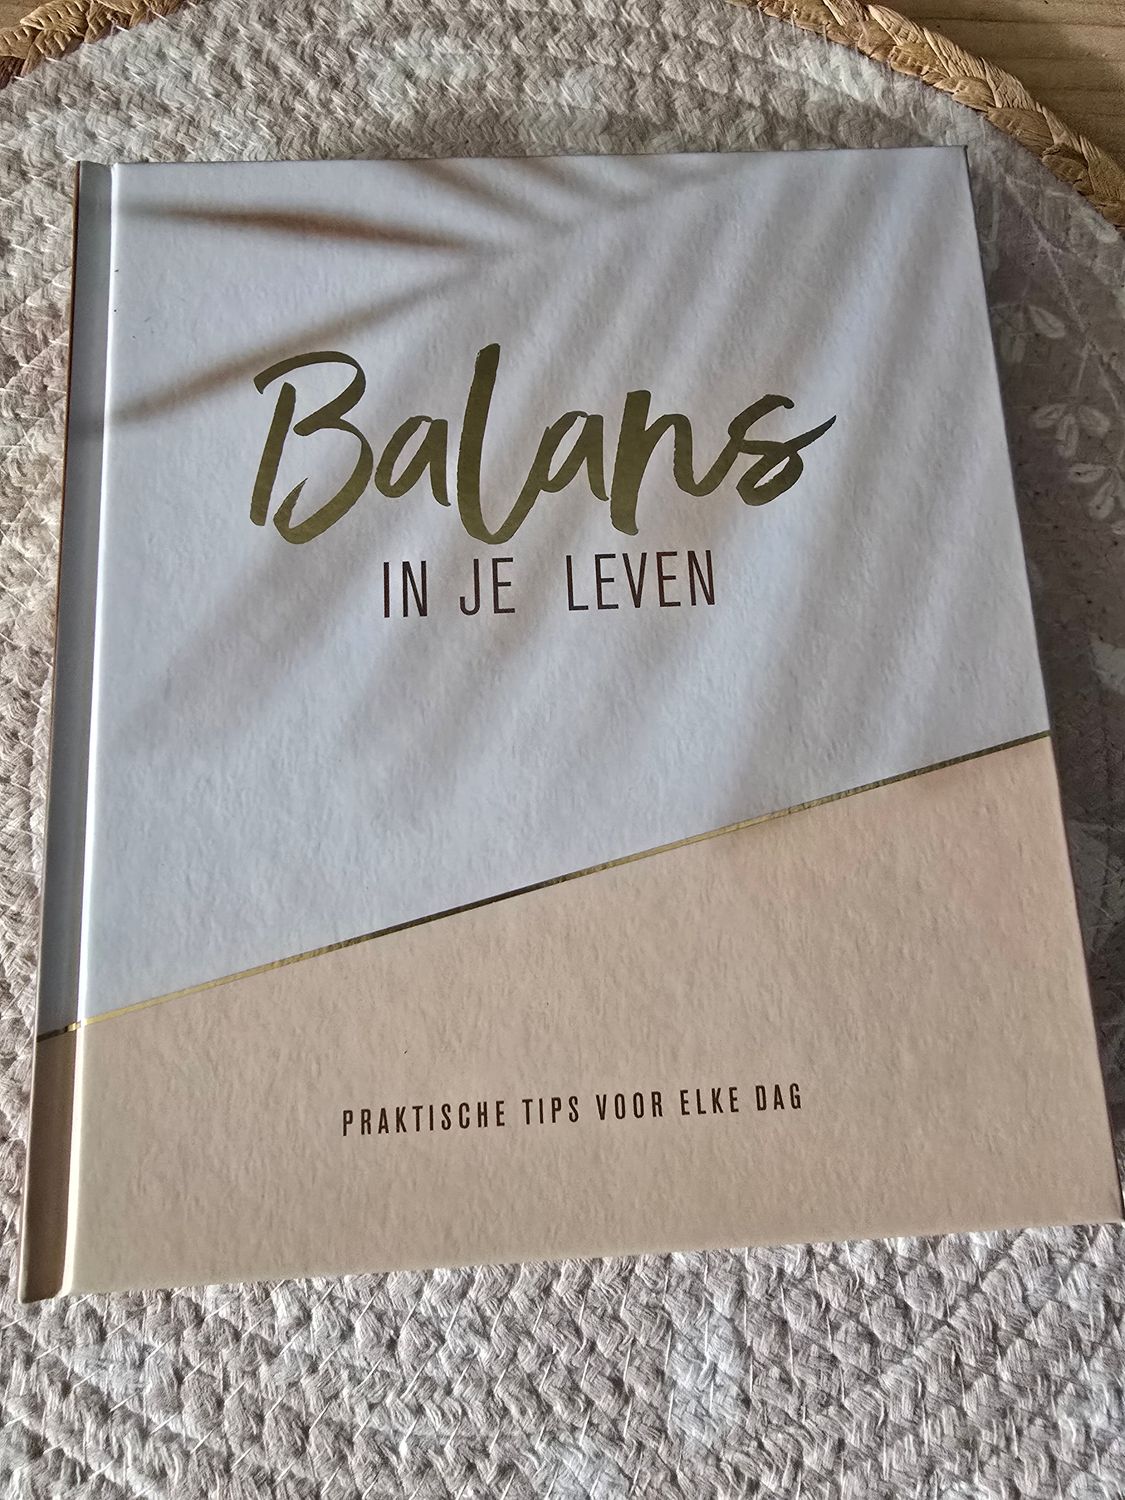 Balans
IN JE LEVEN
PRAKTISCHE TIPS VOOR ELKE DAG